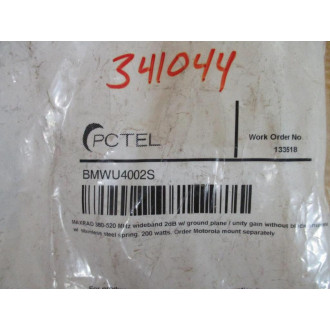 341044
PCTEL
Work Order No.
133518
BMWU4002S
MAXRAD 380-520 MHz wideband 2dB w/ ground plane / unity gain without
w/ stainless steel spring. 200 watts. Order Motorola mount separately